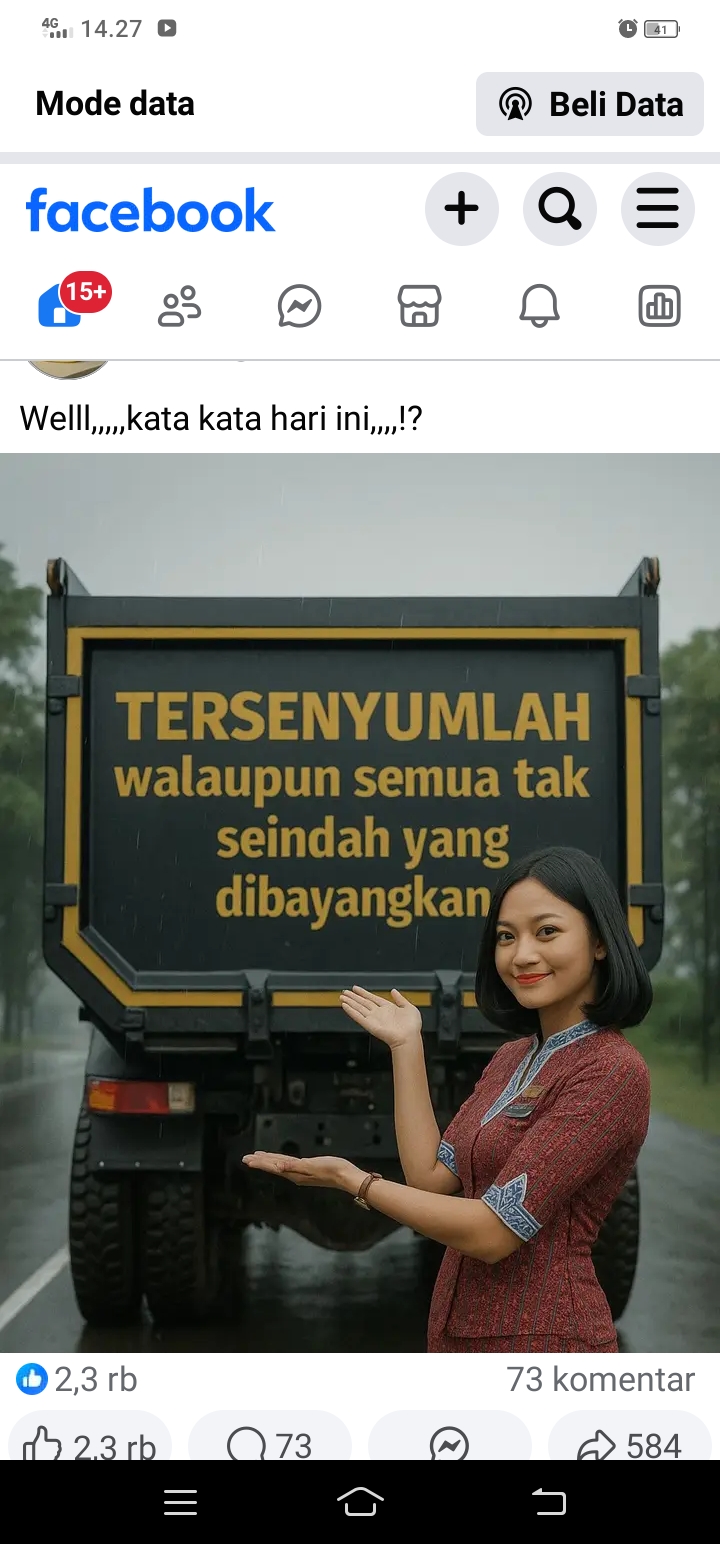 4G 14.27 41
Mode data Beli Data
facebook
15+
Welll,,,,,kata kata hari ini,,,,!?
TERSENYUMLAH
walaupun semua tak
seindah yang
dibayangkan
2,3 rb 73 komentar
2,3 rb 73 584